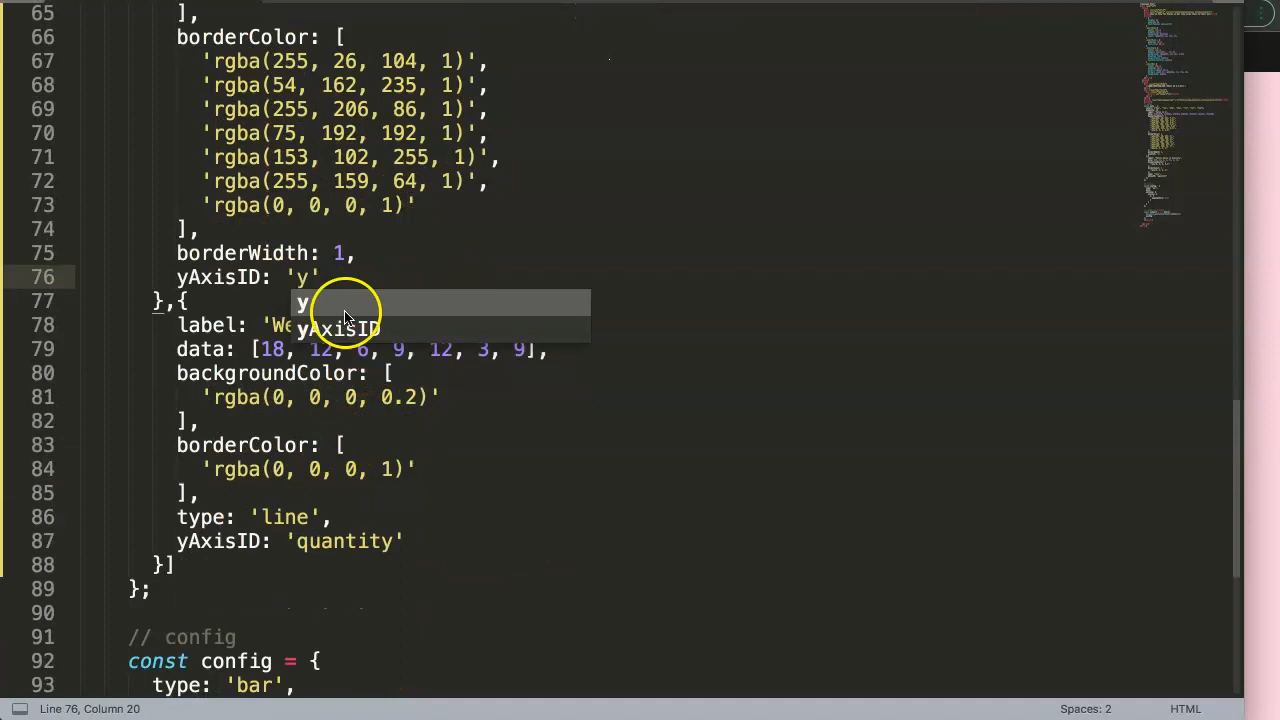 65 ],
66 borderColor: [
67 'rgba(255, 26, 104, 1)',
68 'rgba(54, 162, 235, 1)',
69 'rgba(255, 206, 86, 1)',
70 'rgba(75, 192, 192, 1)',
71 'rgba(153, 102, 255, 1)',
72 'rgba(255, 159, 64, 1)',
73 'rgba(0, 0, 0, 1)'
74 ],
75 borderWidth: 1,
76 yAxisID: 'y'
77 },{
y
78 label: 'We
yAxisID
79 data: [18, 12, 6, 9, 12, 3, 9],
80 backgroundColor: [
81 'rgba(0, 0, 0, 0.2)'
82 ],
83 borderColor: [
84 'rgba(0, 0, 0, 1)'
85 ],
86 type: 'line',
87 yAxisID: 'quantity'
88 }]
89 };
90
91 // config
92 const config = {
93 type: 'bar',
Line 76, Column 20 Spaces: 2 HTML